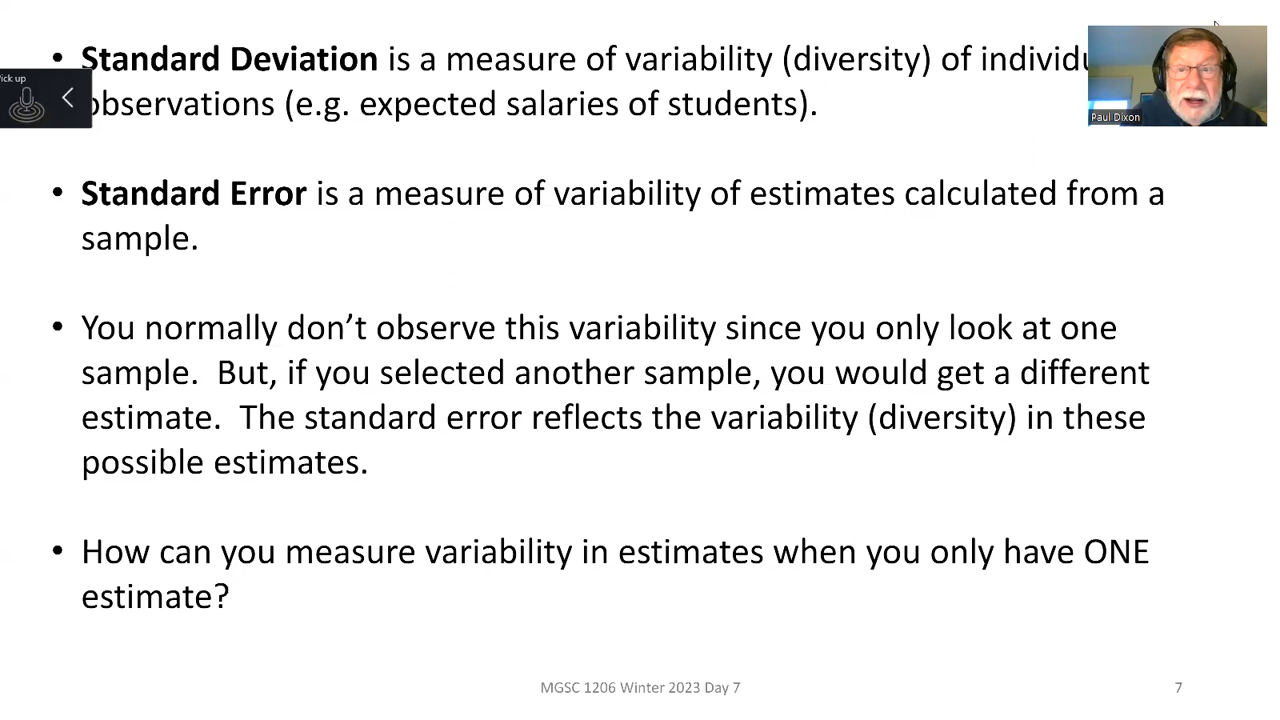 • Standard Deviation is a measure of variability (diversity) of individu
observations (e.g. expected salaries of students).
ick up
Paul Dixon
• Standard Error is a measure of variability of estimates calculated from a
sample.
• You normally don’t observe this variability since you only look at one
sample. But, if you selected another sample, you would get a different
estimate. The standard error reflects the variability (diversity) in these
possible estimates.
• How can you measure variability in estimates when you only have ONE
estimate?
MGSC 1206 Winter 2023 Day 7
7